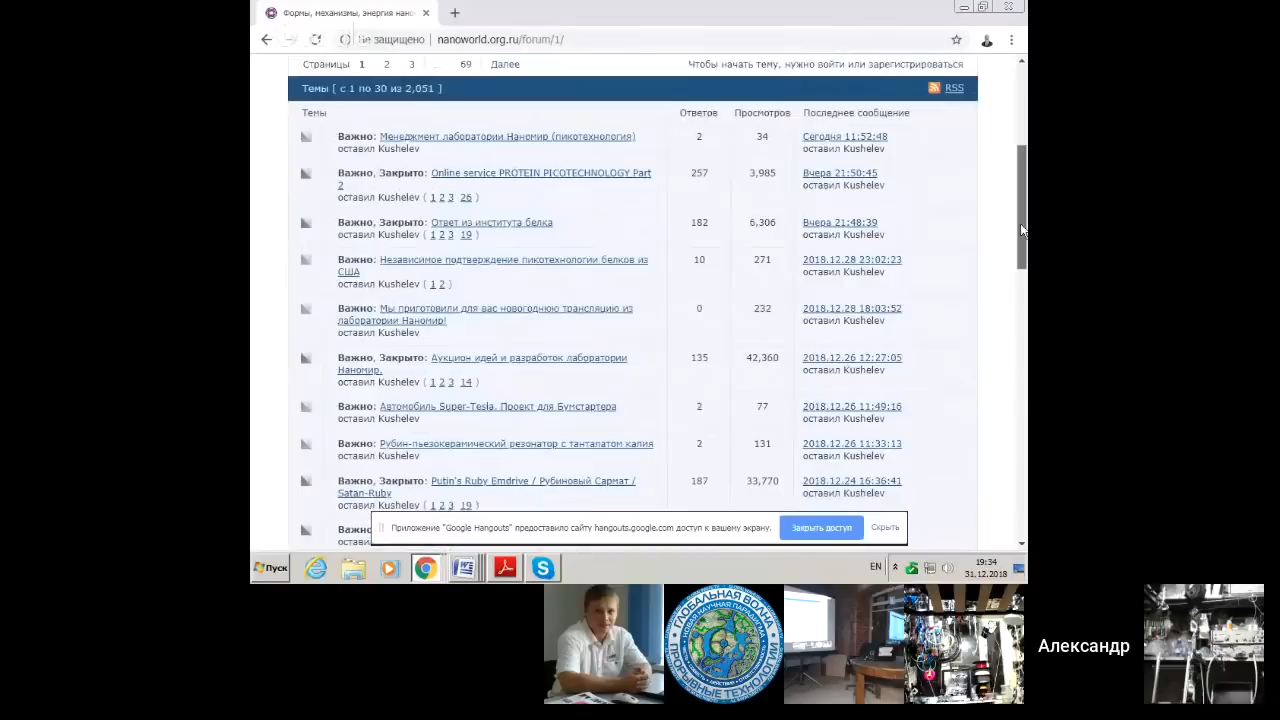 Формы, механизмы, энергия нано
Не защищено | nanoworld.org.ru/forum/1/
Страницы 1 2 3 … 69 Далее
Чтобы начать тему, нужно войти или зарегистрироваться
Темы [ с 1 по 30 из 2,051 ]
RSS
Темы Ответов Просмотров Последнее сообщение
Важно: Менеджмент лаборатории Наномир (пикотехнология) 2 34 Сегодня 11:52:48
оставил Kushelev оставил Kushelev
Важно, Закрыто: Online service PROTEIN PICOTECHNOLOGY Part 257 3,985 Вчера 21:50:45
2 оставил Kushelev
оставил Kushelev ( 1 2 3 26 )
Важно, Закрыто: Ответ из института белка 182 6,306 Вчера 21:48:39
оставил Kushelev ( 1 2 3 19 ) оставил Kushelev
Важно: Независимое подтверждение пикотехнологии белков из 10 271 2018.12.28 23:02:23
США оставил Kushelev
оставил Kushelev ( 1 2 )
Важно: Мы приготовили для вас новогоднюю трансляцию из 0 232 2018.12.28 18:03:52
лаборатории Наномир! оставил Kushelev
оставил Kushelev
Важно, Закрыто: Аукцион идей и разработок лаборатории 135 42,360 2018.12.26 12:27:05
Наномир. оставил Kushelev
оставил Kushelev ( 1 2 3 14 )
Важно: Автомобиль Super-Tesla. Проект для Бумстартера 2 77 2018.12.26 11:49:16
оставил Kushelev оставил Kushelev
Важно: Рубин-пьезокерамический резонатор с танталатом калия 2 131 2018.12.26 11:33:13
оставил Kushelev оставил Kushelev
Важно, Закрыто: Putin's Ruby Emdrive / Рубиновый Сармат / 187 33,770 2018.12.24 16:36:41
Satan-Ruby оставил Kushelev
оставил Kushelev ( 1 2 3 19 )
Важно
остав
Приложение "Google Hangouts" предоставило сайту hangouts.google.com доступ к вашему экрану.
Закрыть доступ
Скрыть
Пуск
EN
19:34
31.12.2018
ГЛОБАЛЬНАЯ ВОЛНА
НОВАЯ НАУЧНАЯ ПАРАДИГМА
ПРОРЫВНЫЕ ТЕХНОЛОГИИ
Александр